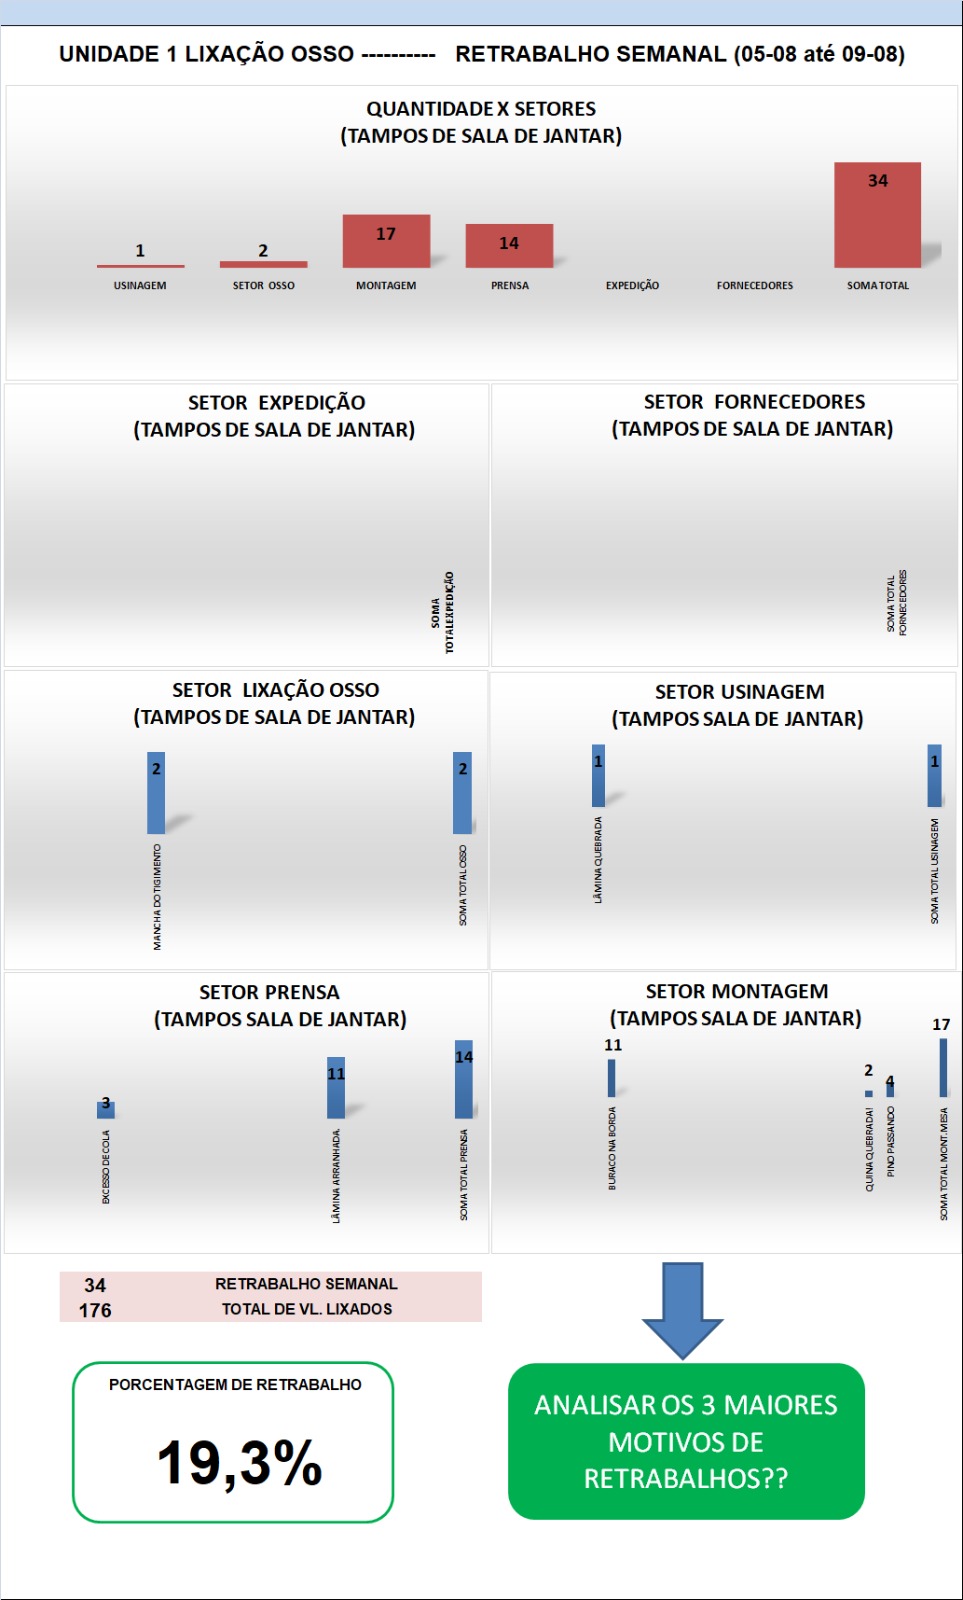 UNIDADE 1 LIXAÇÃO OSSO ---------- RETRABALHO SEMANAL (05-08 até 09-08)
QUANTIDADE X SETORES
(TAMPOS DE SALA DE JANTAR)
1
2
17
14
34
USINAGEM
SETOR OSSO
MONTAGEM
PRENSA
EXPEDIÇÃO
FORNECEDORES
SOMA TOTAL
SETOR EXPEDIÇÃO
(TAMPOS DE SALA DE JANTAR)
SOMA
TOTALEXPEDIÇÃO
SETOR FORNECEDORES
(TAMPOS DE SALA DE JANTAR)
SOMA TOTAL
FORNECEDORES
SETOR LIXAÇÃO OSSO
(TAMPOS DE SALA DE JANTAR)
2
2
MANCHA DO TIGIMENTO
SOMA TOTAL OSSO
SETOR USINAGEM
(TAMPOS SALA DE JANTAR)
1
1
LÂMINA QUEBRADA
SOMA TOTAL USINAGEM
SETOR PRENSA
(TAMPOS SALA DE JANTAR)
3
11
14
EXCESSO DE COLA
LÂMINA ARRANHADA.
SOMA TOTAL PRENSA
SETOR MONTAGEM
(TAMPOS SALA DE JANTAR)
11
2
4
17
BURACO NA BORDA
QUINA QUEBRADA!
PINO PASSANDO
SOMA TOTAL MONT.MESA
34 RETRABALHO SEMANAL
176 TOTAL DE VL. LIXADOS
PORCENTAGEM DE RETRABALHO
19,3%
ANALISAR OS 3 MAIORES
MOTIVOS DE
RETRABALHOS??